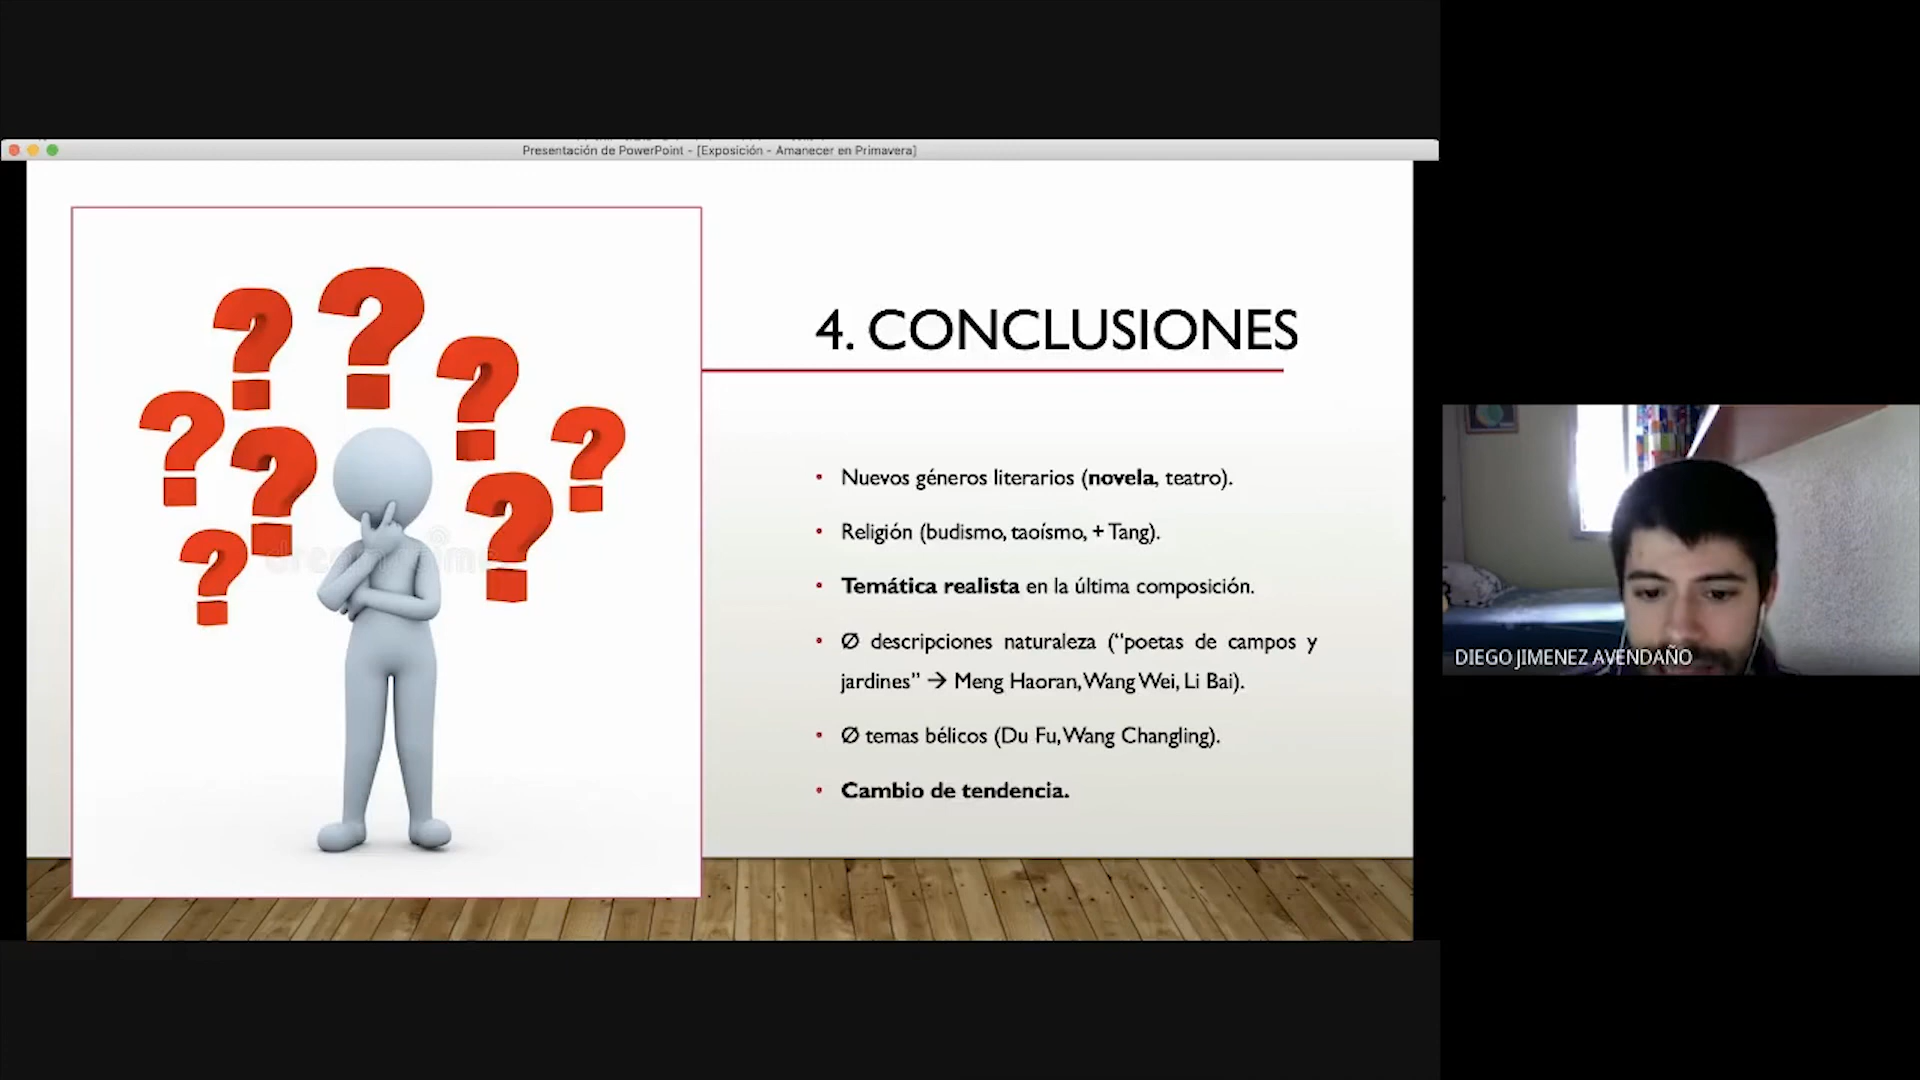 Presentación de PowerPoint - [Exposición - Amanecer en Primavera]
4. CONCLUSIONES
• Nuevos géneros literarios (novela, teatro).
• Religión (budismo, taoísmo, + Tang).
• Temática realista en la última composición.
• Ø descripciones naturaleza (“poetas de campos y
jardines” → Meng Haoran, Wang Wei, Li Bai).
• Ø temas bélicos (Du Fu, Wang Changling).
• Cambio de tendencia.
DIEGO JIMENEZ AVENDAÑO